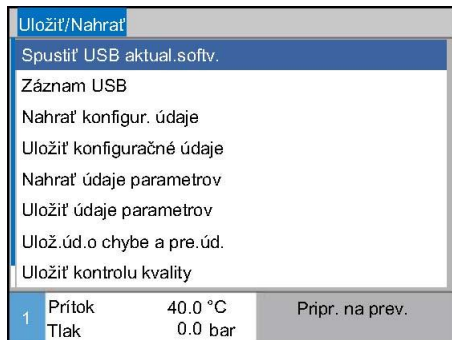 Uložiť/Nahrať
Spustiť USB aktual.softv.
Záznam USB
Nahrať konfigur. údaje
Uložiť konfiguračné údaje
Nahrať údaje parametrov
Uložiť údaje parametrov
Ulož.úd.o chybe a pre.úd.
Uložiť kontrolu kvality
1 Prítok 40.0 °C Pripr. na prev.
Tlak 0.0 bar